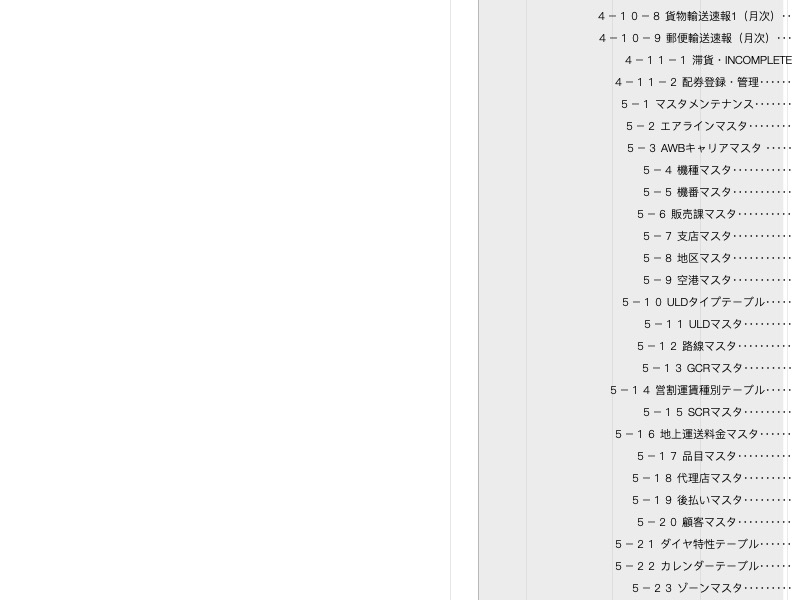 ４－１０－８ 貨物輸送速報1（月次）‥
４－１０－９ 郵便輸送速報（月次）･･･
４－１１－１ 滞貨・INCOMPLETE
４－１１－２ 配券登録・管理･･････
５－１ マスタメンテナンス･･･････
５－２ エアラインマスタ････････
５－３ AWBキャリアマスタ ･････
５－４ 機種マスタ･･････････
５－５ 機番マスタ･･････････
５－６ 販売課マスタ･････････
５－７ 支店マスタ･･････････
５－８ 地区マスタ･･････････
５－９ 空港マスタ･･････････
５－１０ ULDタイプテーブル･････
５－１１ ULDマスタ････････
５－１２ 路線マスタ･････････
５－１３ GCRマスタ････････
５－１４ 営割運賃種別テーブル･････
５－１５ SCRマスタ････････
５－１６ 地上運送料金マスタ･･････
５－１７ 品目マスタ･････････
５－１８ 代理店マスタ････････
５－１９ 後払いマスタ････････
５－２０ 顧客マスタ･････････
５－２１ ダイヤ特性テーブル･･････
５－２２ カレンダーテーブル･･････
５－２３ ゾーンマスタ････････